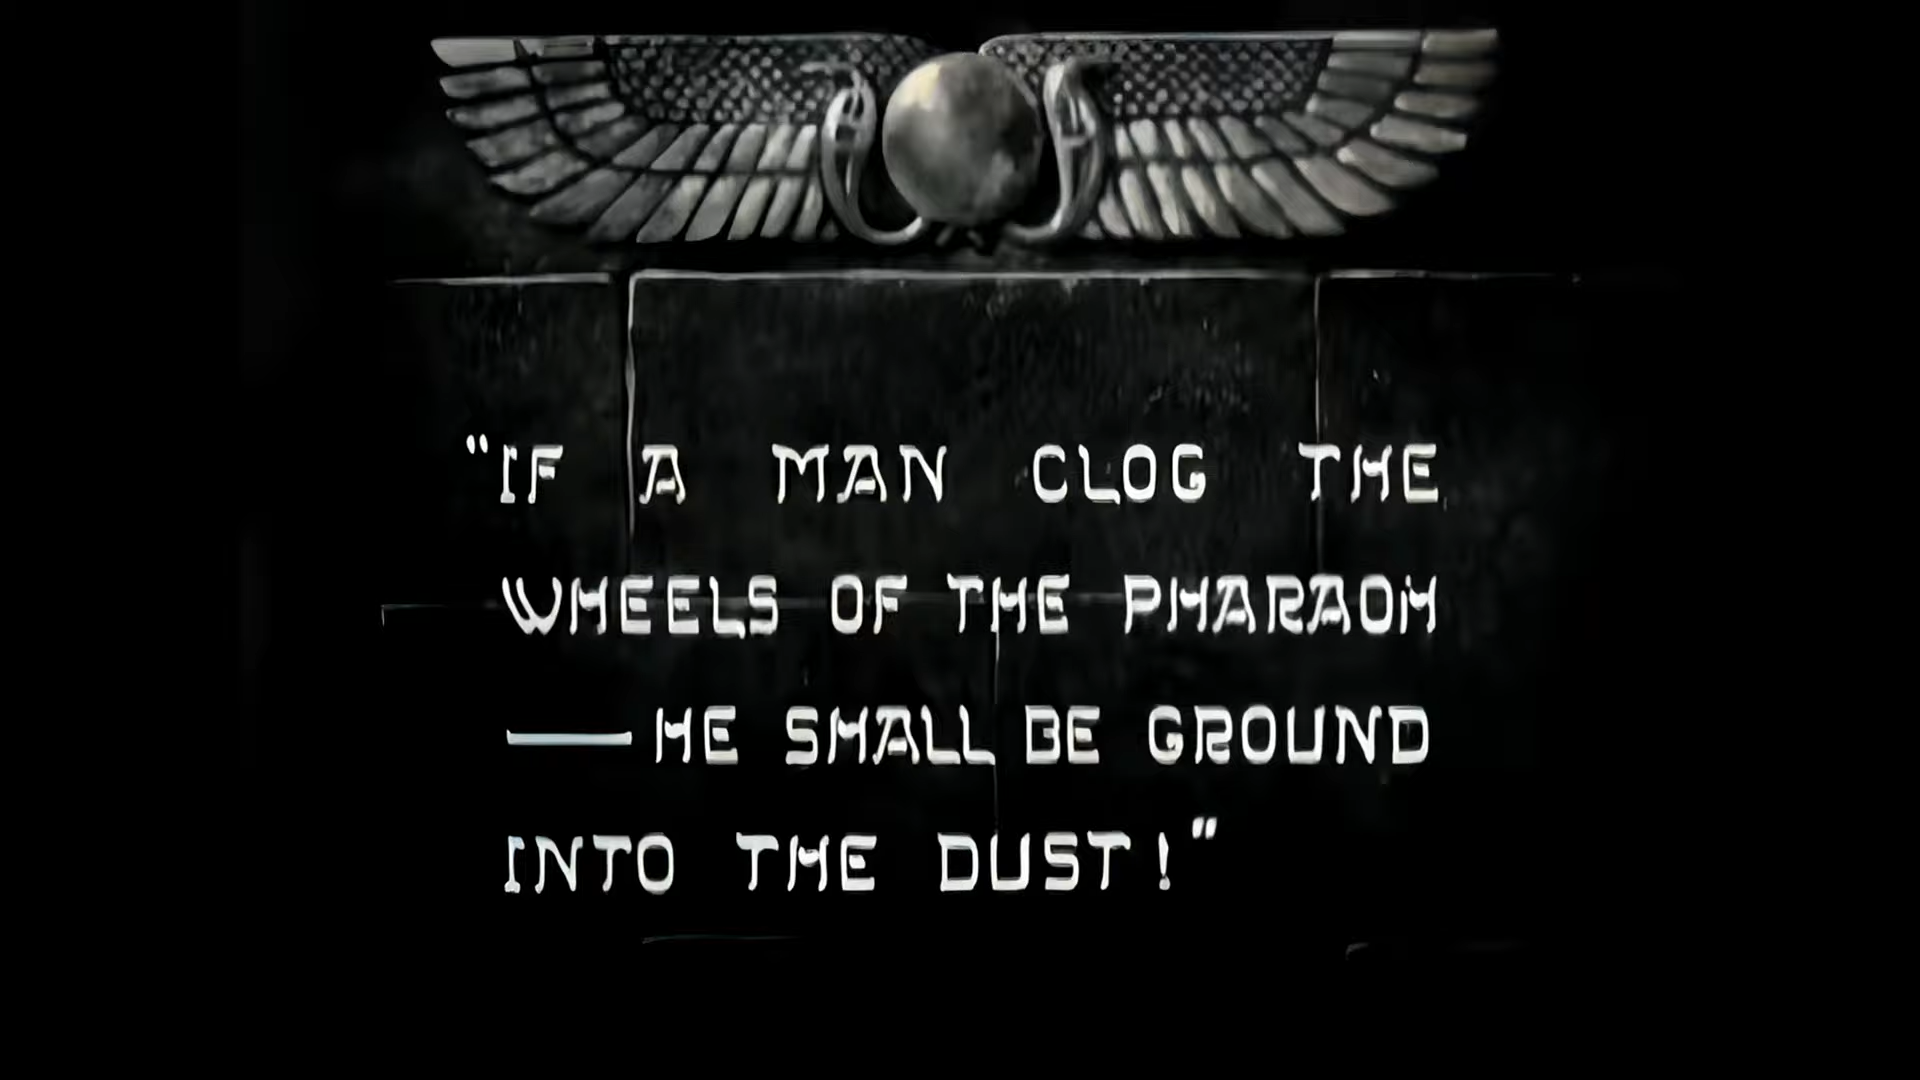 "IF A MAN CLOG THE
WHEELS OF THE PHARAOH
—HE SHALL BE GROUND
INTO THE DUST!"